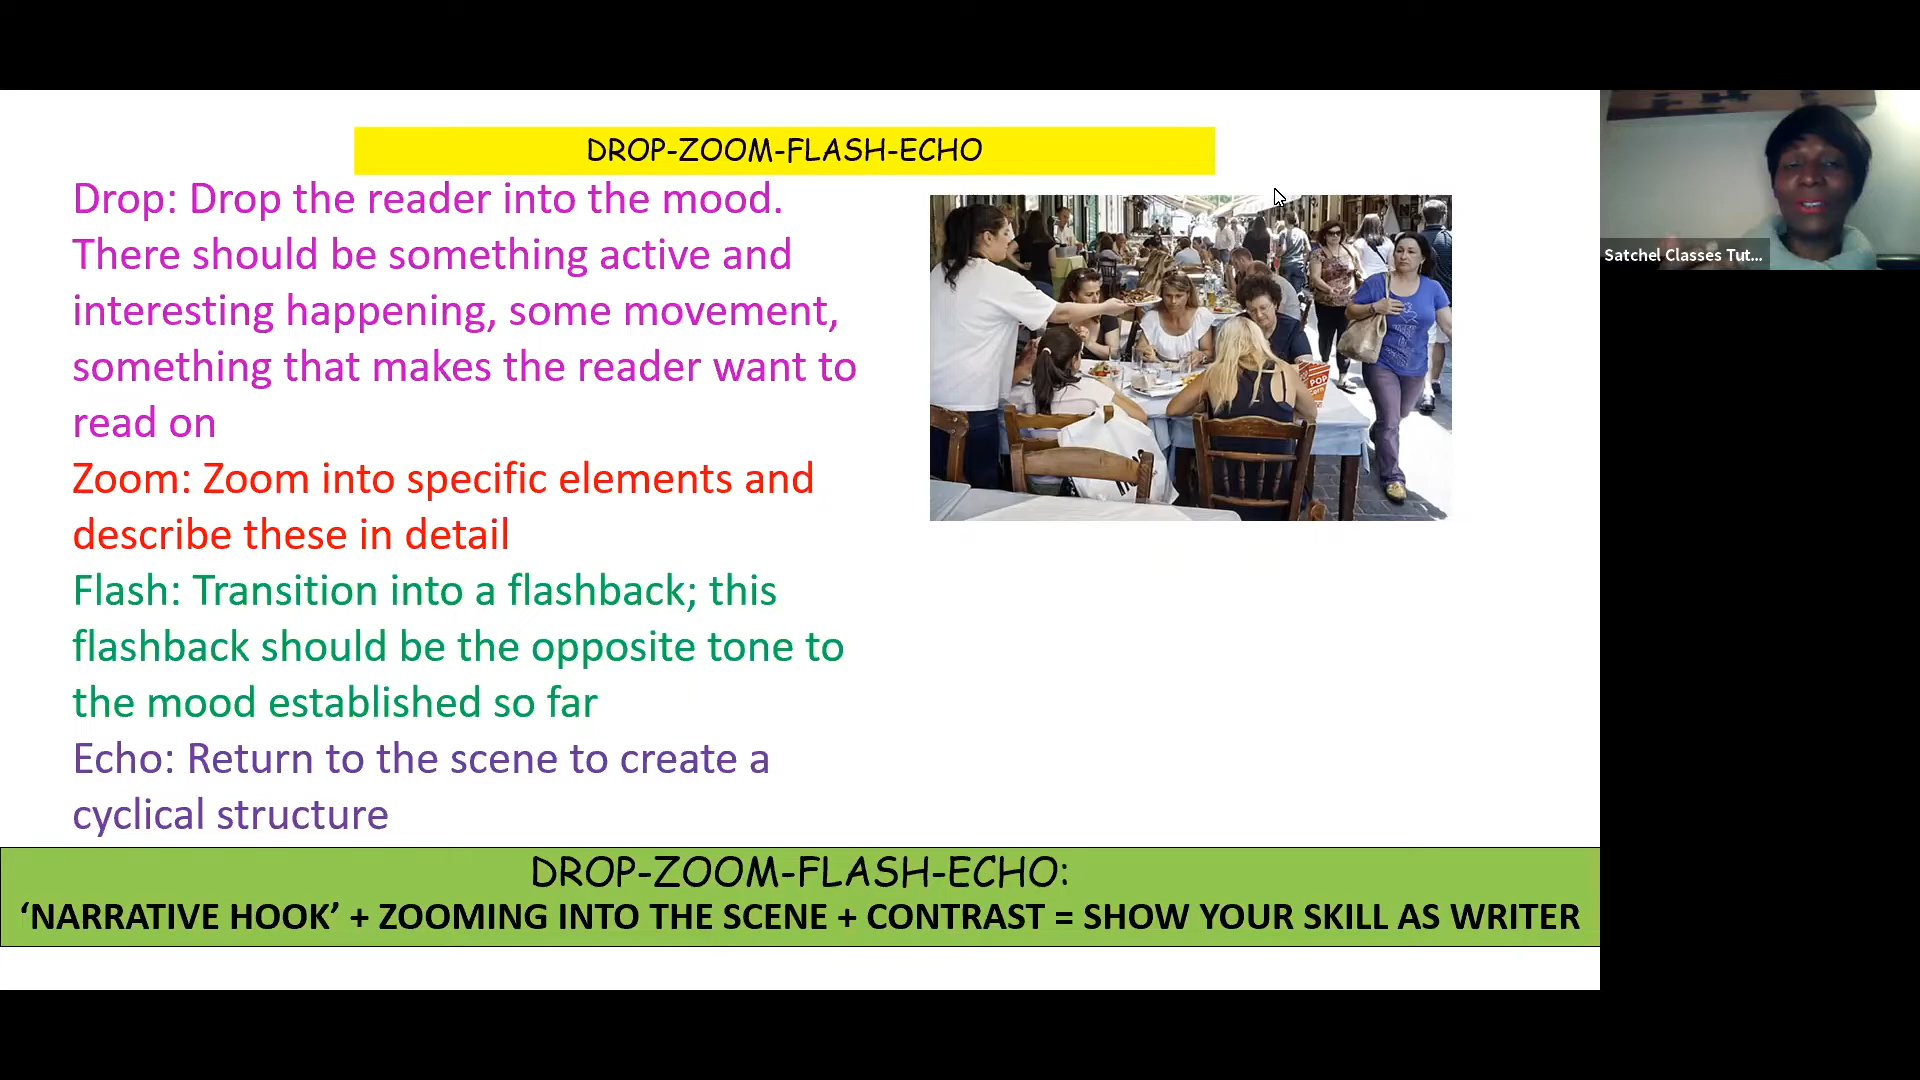 DROP-ZOOM-FLASH-ECHO
Drop: Drop the reader into the mood.
There should be something active and
interesting happening, some movement,
something that makes the reader want to
read on
Zoom: Zoom into specific elements and
describe these in detail
Flash: Transition into a flashback; this
flashback should be the opposite tone to
the mood established so far
Echo: Return to the scene to create a
cyclical structure
POP
Satchel Classes Tut...
DROP-ZOOM-FLASH-ECHO:
‘NARRATIVE HOOK’ + ZOOMING INTO THE SCENE + CONTRAST = SHOW YOUR SKILL AS WRITER